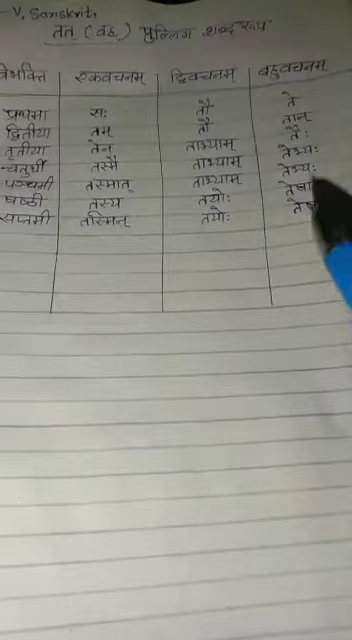 V, Sanskrit
तत् (वह) पुल्लिंग शब्द रूप
विभक्ति एकवचनम् द्विवचनम् बहुवचनम्
प्रथमा सः तौ ते
द्वितीया तम् तौ तान्
तृतीया तेन ताभ्याम् तैः
चतुर्थी तस्मै ताभ्याम् तेभ्यः
पञ्चमी तस्मात् ताभ्याम् तेभ्यः
षष्ठी तस्य तयोः तेषा
सप्तमी तस्मिन् तयोः तेषु